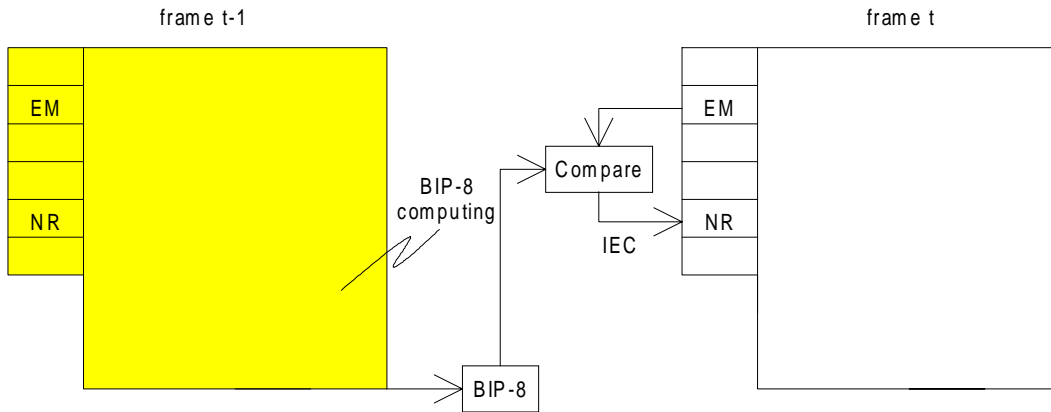 frame t-1
frame t
EM
EM
Compare
BIP-8
computing
NR
NR
IEC
BIP-8